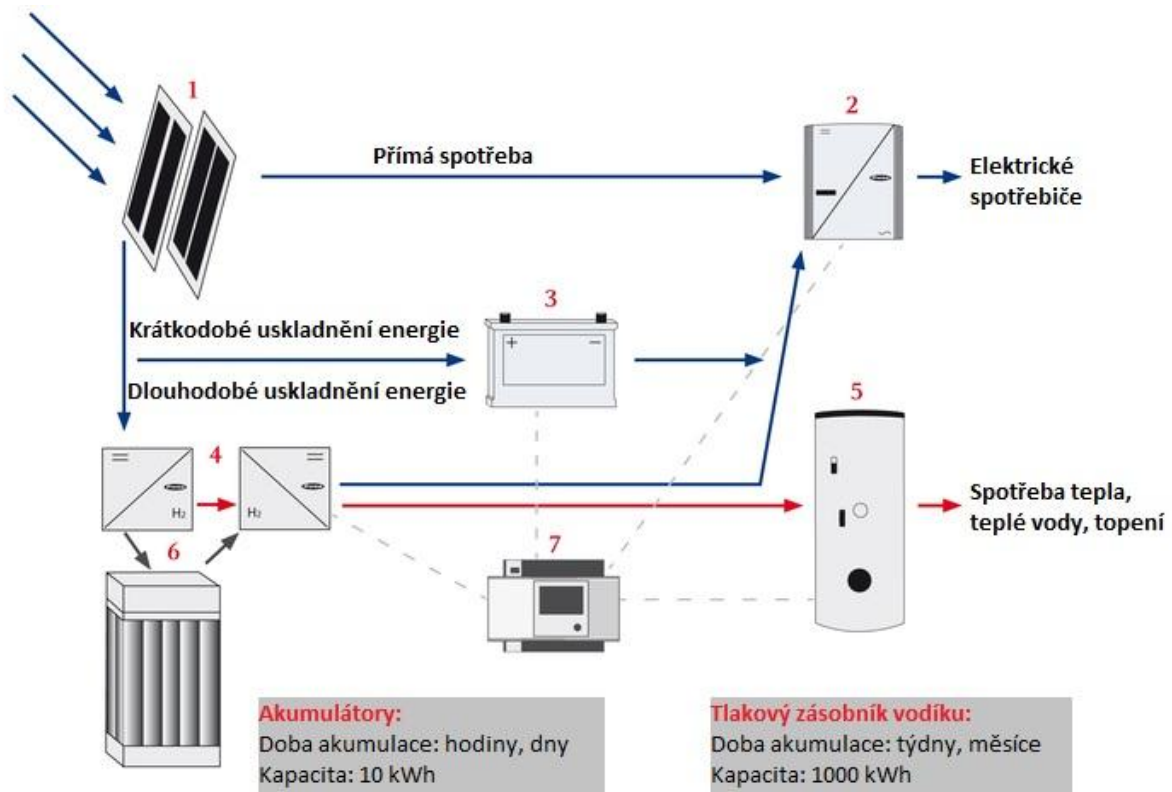 1
2
Přímá spotřeba
Elektrické
spotřebiče
3
Krátkodobé uskladnění energie
+ −
Dlouhodobé uskladnění energie
5
4
H₂
H₂
Spotřeba tepla,
teplé vody, topení
6
7
Akumulátory:
Doba akumulace: hodiny, dny
Kapacita: 10 kWh
Tlakový zásobník vodíku:
Doba akumulace: týdny, měsíce
Kapacita: 1000 kWh